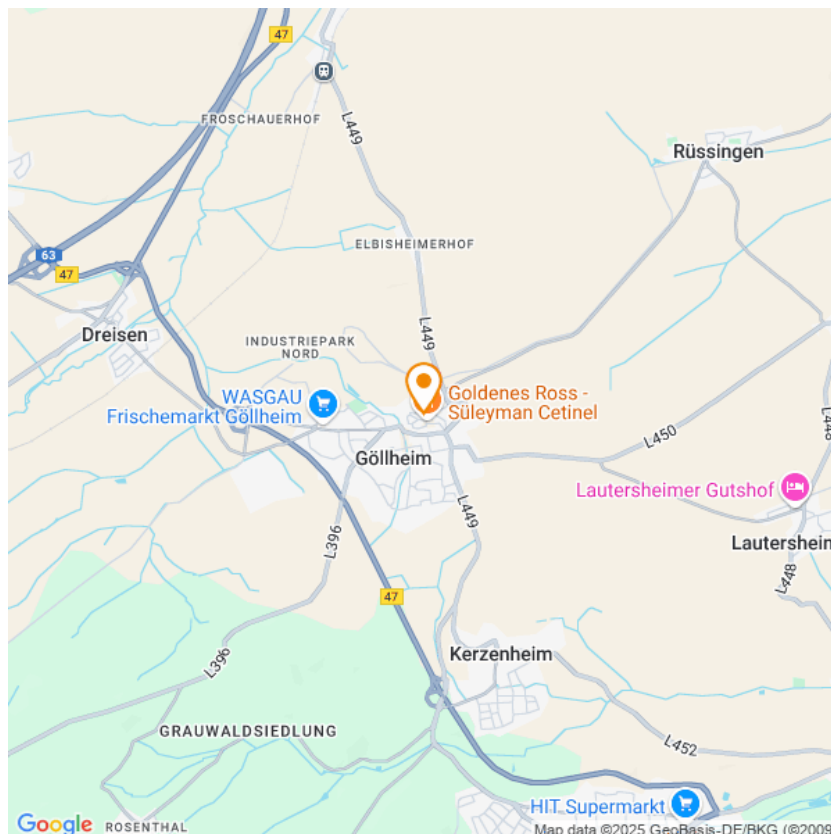 47
FROSCHAUERHOF
L449
Rüssingen
63
47
ELBISHEIMERHOF
Dreisen
INDUSTRIEPARK
NORD
L449
WASGAU
Frischemarkt Göllheim
Goldenes Ross -
Süleyman Cetinel
Göllheim
L450
L448
Lautersheimer Gutshof
L449
L396
Lautersheim
L448
47
Kerzenheim
L396
GRAUWALDSIEDLUNG
L452
HIT Supermarkt
Google
ROSENTHAL
Map data ©2025 GeoBasis-DE/BKG (©2009